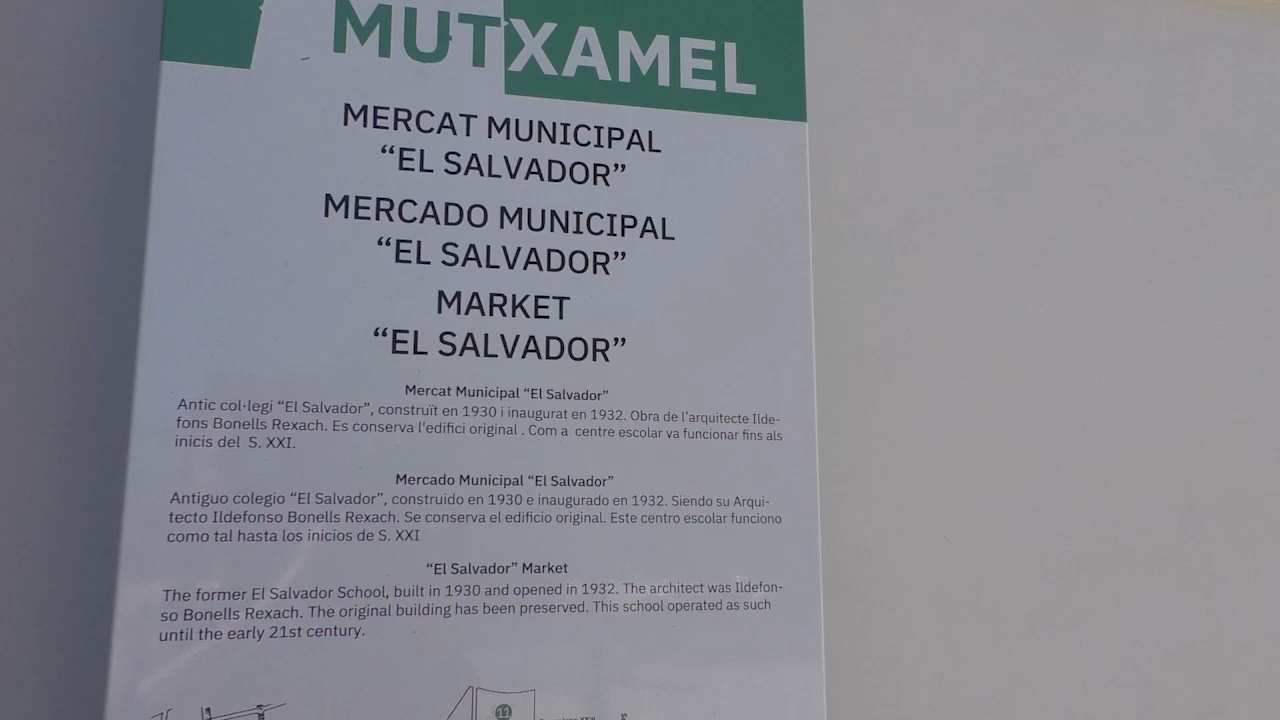 MUTXAMEL
MERCAT MUNICIPAL
“EL SALVADOR”
MERCADO MUNICIPAL
“EL SALVADOR”
MARKET
“EL SALVADOR”
Mercat Municipal “El Salvador”
Antic col·legi “El Salvador”, construït en 1930 i inaugurat en 1932. Obra de l’arquitecte Ilde-
fons Bonells Rexach. Es conserva l'edifici original . Com a centre escolar va funcionar fins als
inicis del S. XXI.
Mercado Municipal “El Salvador”
Antiguo colegio “El Salvador”, construido en 1930 e inaugurado en 1932. Siendo su Arqui-
tecto Ildefonso Bonells Rexach. Se conserva el edificio original. Este centro escolar funciono
como tal hasta los inicios de S. XXI
“El Salvador” Market
The former El Salvador School, built in 1930 and opened in 1932. The architect was Ildefon-
so Bonells Rexach. The original building has been preserved. This school operated as such
until the early 21st century.
11